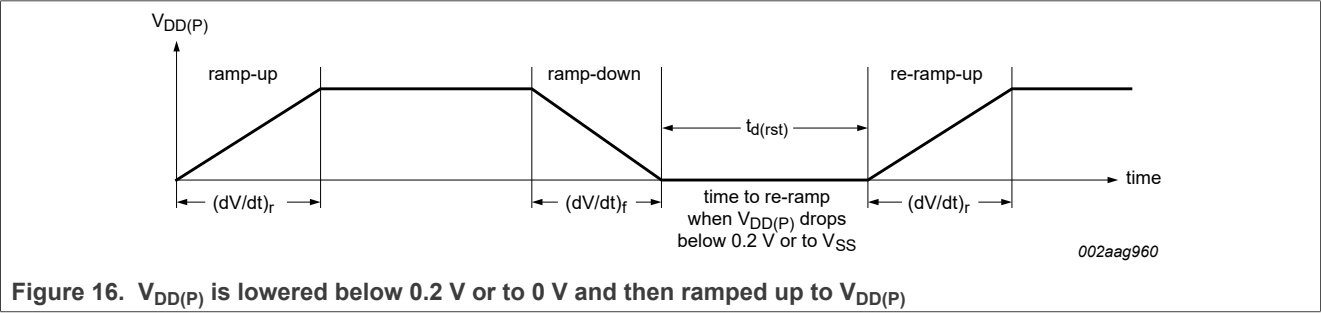 VDD(P)
ramp-up
ramp-down
re-ramp-up
td(rst)
time
(dV/dt)r
(dV/dt)f
time to re-ramp
when VDD(P) drops
below 0.2 V or to VSS
(dV/dt)r
002aag960
Figure 16. VDD(P) is lowered below 0.2 V or to 0 V and then ramped up to VDD(P)